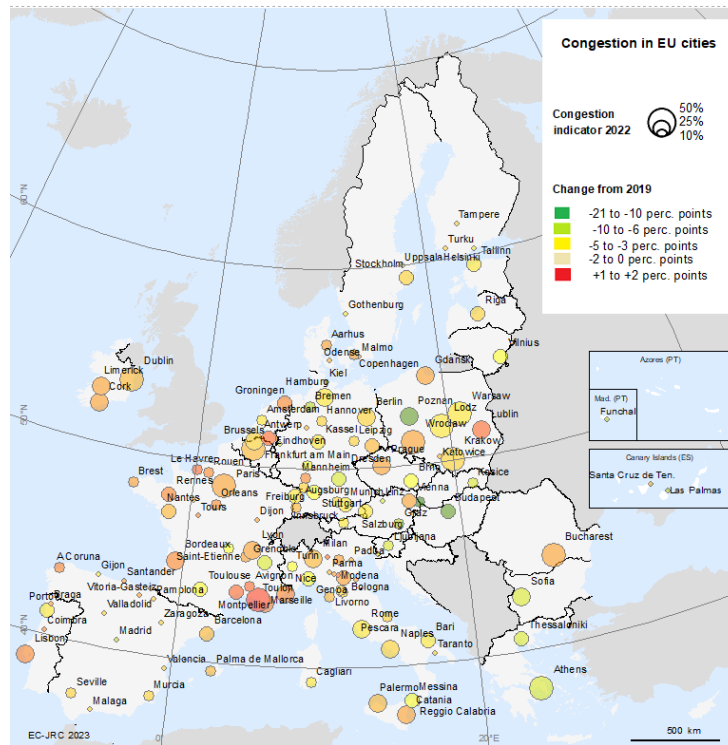 Congestion in EU cities
Congestion
indicator 2022
50%
25%
10%
Change from 2019
-21 to -10 perc. points
-10 to -6 perc. points
-5 to -3 perc. points
-2 to 0 perc. points
+1 to +2 perc. points
60°N
50°N
40°N
0°
20°E
Tampere
Turku
Uppsala
Helsinki
Tallinn
Stockholm
Gothenburg
Riga
Vilnius
Aarhus
Odense
Malmo
Copenhagen
Kiel
Gdańsk
Dublin
Limerick
Cork
Hamburg
Groningen
Bremen
Berlin
Poznan
Warsaw
Amsterdam
Hannover
Lodz
Lublin
Brussels
Antwerp
Kassel
Leipzig
Wrocław
Eindhoven
Krakow
Frankfurt am Main
Dresden
Prague
Katowice
Le Havre
Rouen
Mannheim
Brno
Kosice
Brest
Rennes
Paris
Orleans
Augsburg
Munich
Linz
Vienna
Nantes
Freiburg
Stuttgart
Budapest
Tours
Dijon
Innsbruck
Salzburg
Graz
Ljubljana
Lyon
Bordeaux
Grenoble
Milan
Padua
Bucharest
Saint-Etienne
Turin
Parma
A Coruna
Gijon
Santander
Toulouse
Avignon
Nice
Modena
Sofia
Vitoria-Gasteiz
Pamplona
Toulon
Genoa
Bologna
Porto
Braga
Valladolid
Montpellier
Marseille
Livorno
Coimbra
Zaragoza
Rome
Thessaloniki
Madrid
Barcelona
Pescara
Naples
Bari
Lisbon
Taranto
Valencia
Palma de Mallorca
Athens
Seville
Murcia
Cagliari
Malaga
Palermo
Messina
Catania
Reggio Calabria
Azores (PT)
Mad. (PT)
Funchal
Canary Islands (ES)
Santa Cruz de Ten.
Las Palmas
EC-JRC 2023
500 km